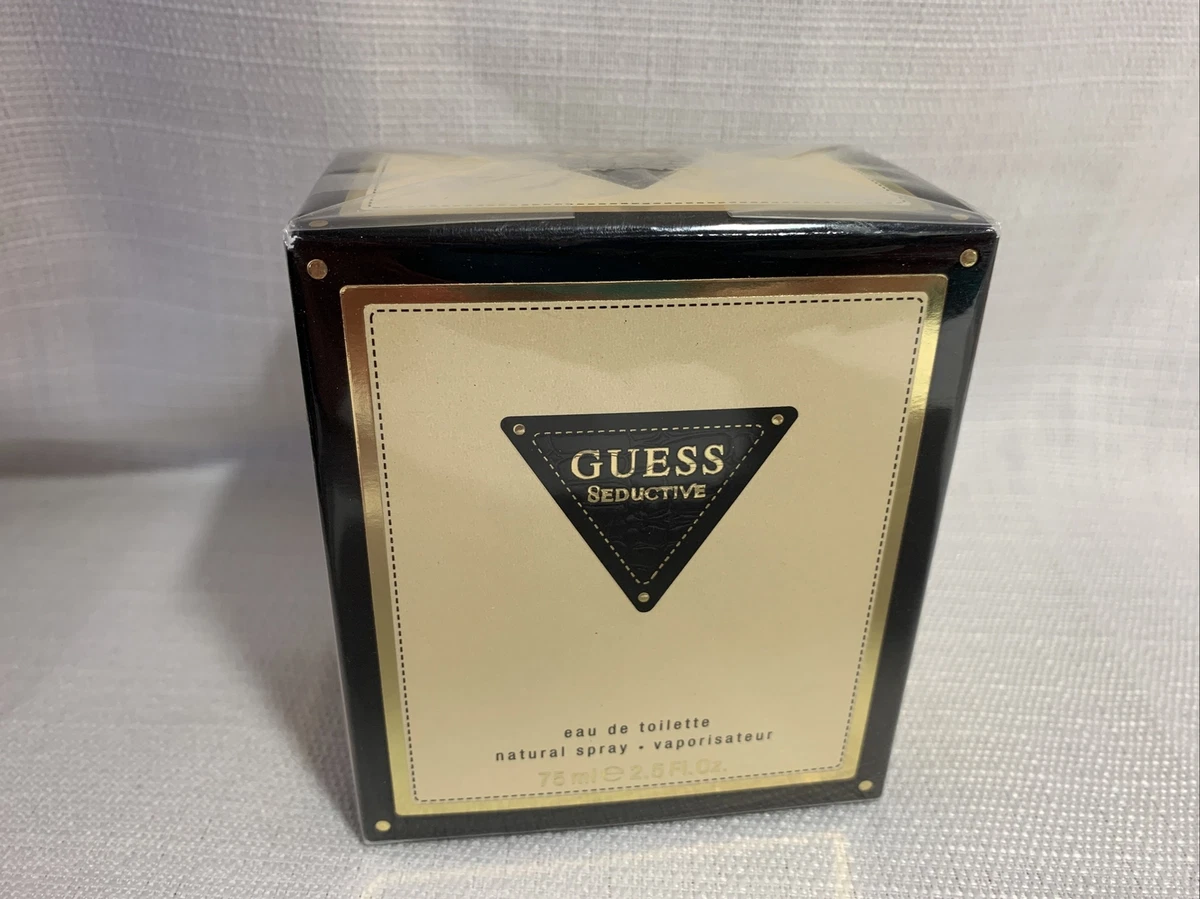 GUESS
SEDUCTIVE
eau de toilette
natural spray • vaporisateur
75 ml ℮ 2.5 Fl.Oz.